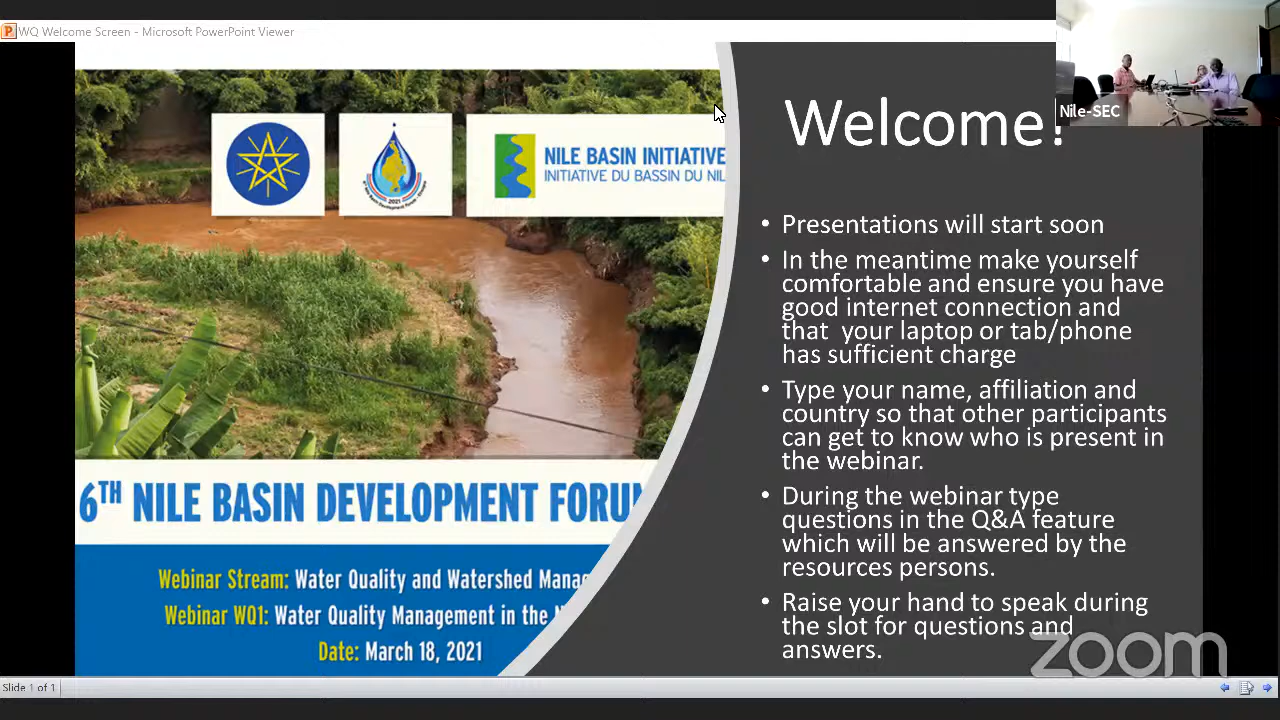 WQ Welcome Screen - Microsoft PowerPoint Viewer
Nile-SEC
2021
NILE BASIN INITIATIVE
INITIATIVE DU BASSIN DU NIL
6TH NILE BASIN DEVELOPMENT FORUM
Webinar Stream: Water Quality and Watershed
Webinar WQ1: Water Quality Management in the
Date: March 18, 2021
Welcome!
• Presentations will start soon
• In the meantime make yourself
comfortable and ensure you have
good internet connection and
that your laptop or tab/phone
has sufficient charge
• Type your name, affiliation and
country so that other participants
can get to know who is present in
the webinar.
• During the webinar type
questions in the Q&A feature
which will be answered by the
resources persons.
• Raise your hand to speak during
the slot for questions and
answers.
zoom
Slide 1 of 1